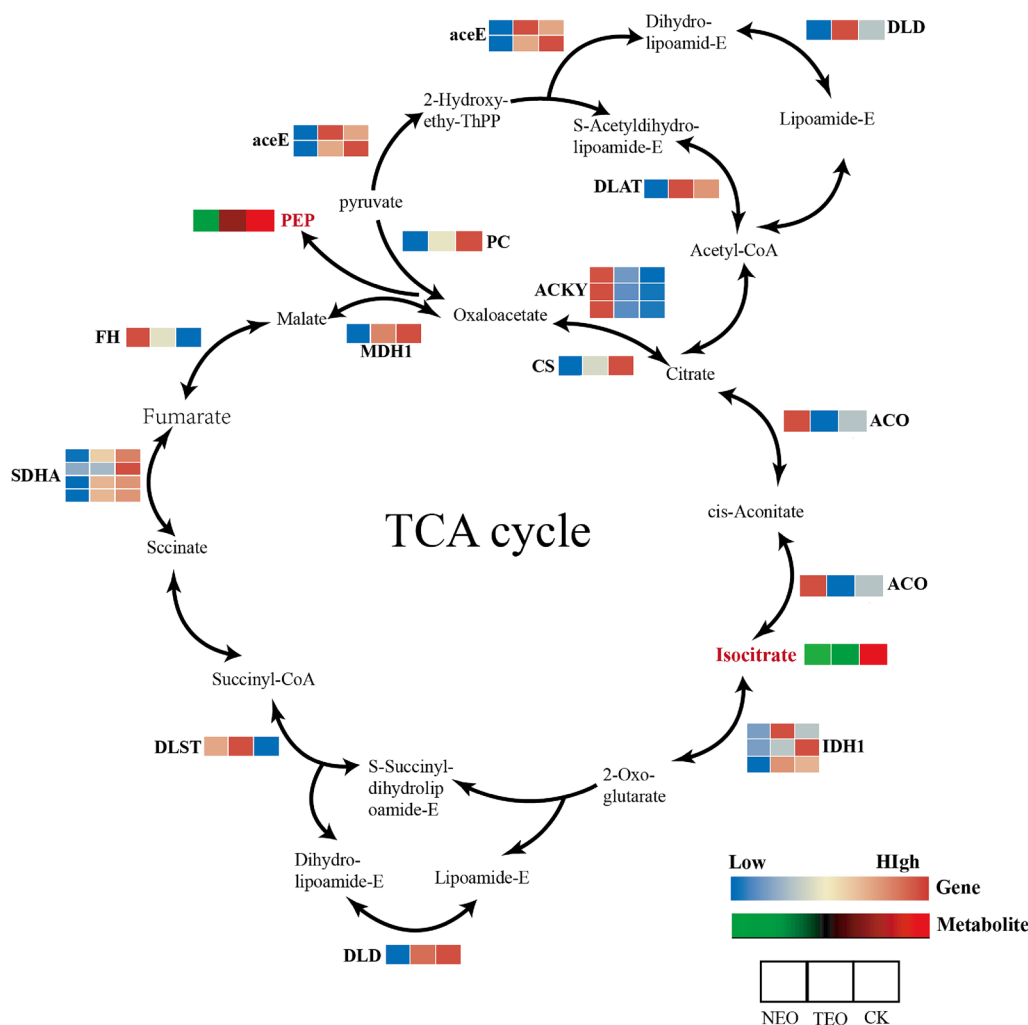 aceE
Dihydro-
lipoamid-E
DLD
2-Hydroxy-
ethy-ThPP
S-Acetyldihydro-
lipoamide-E
Lipoamide-E
aceE
DLAT
pyruvate
PEP
PC
Acetyl-CoA
ACKY
Malate
Oxaloacetate
FH
MDH1
CS
Citrate
Fumarate
ACO
SDHA
cis-Aconitate
TCA cycle
Sccinate
ACO
Isocitrate
Succinyl-CoA
DLST
IDH1
S-Succinyl-
dihydrolip
oamide-E
2-Oxo-
glutarate
Dihydro-
lipoamide-E
Lipoamide-E
Low
HIgh
Gene
Metabolite
DLD
NEO
TEO
CK